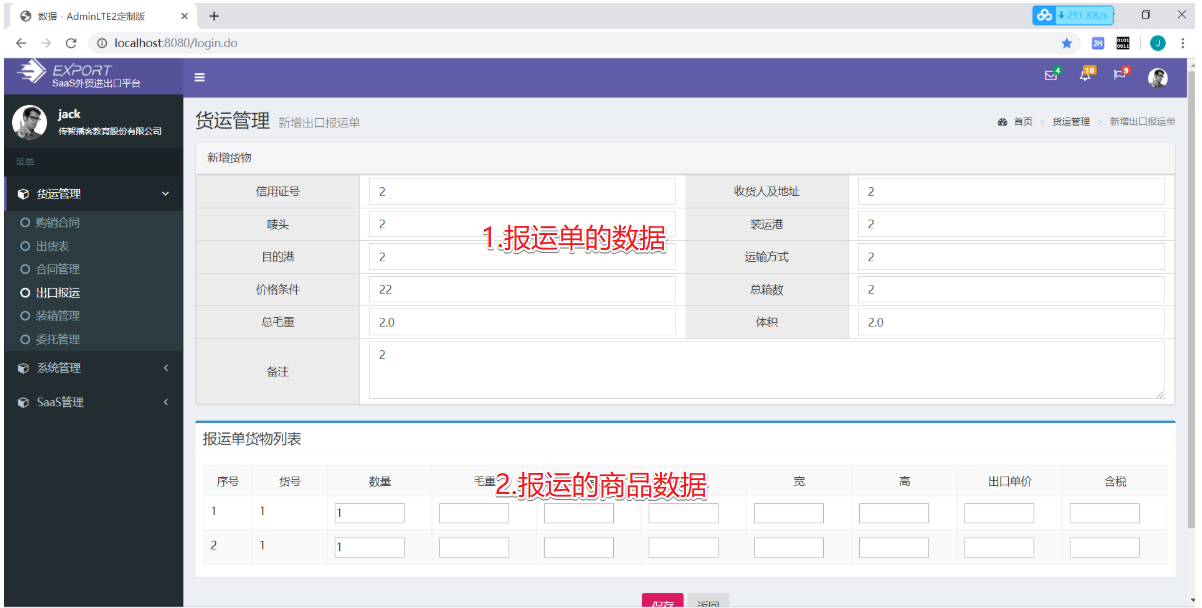 数据 - AdminLTE2定制版
251 KB/s
localhost:8080/login.do
JH
0101
0011
J
EXPORT
SaaS外贸进出口平台
4
10
9
jack
传智播客教育股份有限公司
货运管理 新增出口报运单
首页 > 货运管理 > 新增出口报运单
菜单
货运管理
购销合同
出货表
合同管理
出口报运
装箱管理
委托管理
系统管理
SaaS管理
新增货物
信用证号 2 收货人及地址 2
唛头 2 装运港 2
1.报运单的数据
目的港 2 运输方式 2
价格条件 22 总箱数 2
总毛重 2.0 体积 2.0
备注 2
报运单货物列表
序号 货号 数量 毛重 宽 高 出口单价 含税
2.报运的商品数据
1 1 1
2 1 1
保存 返回